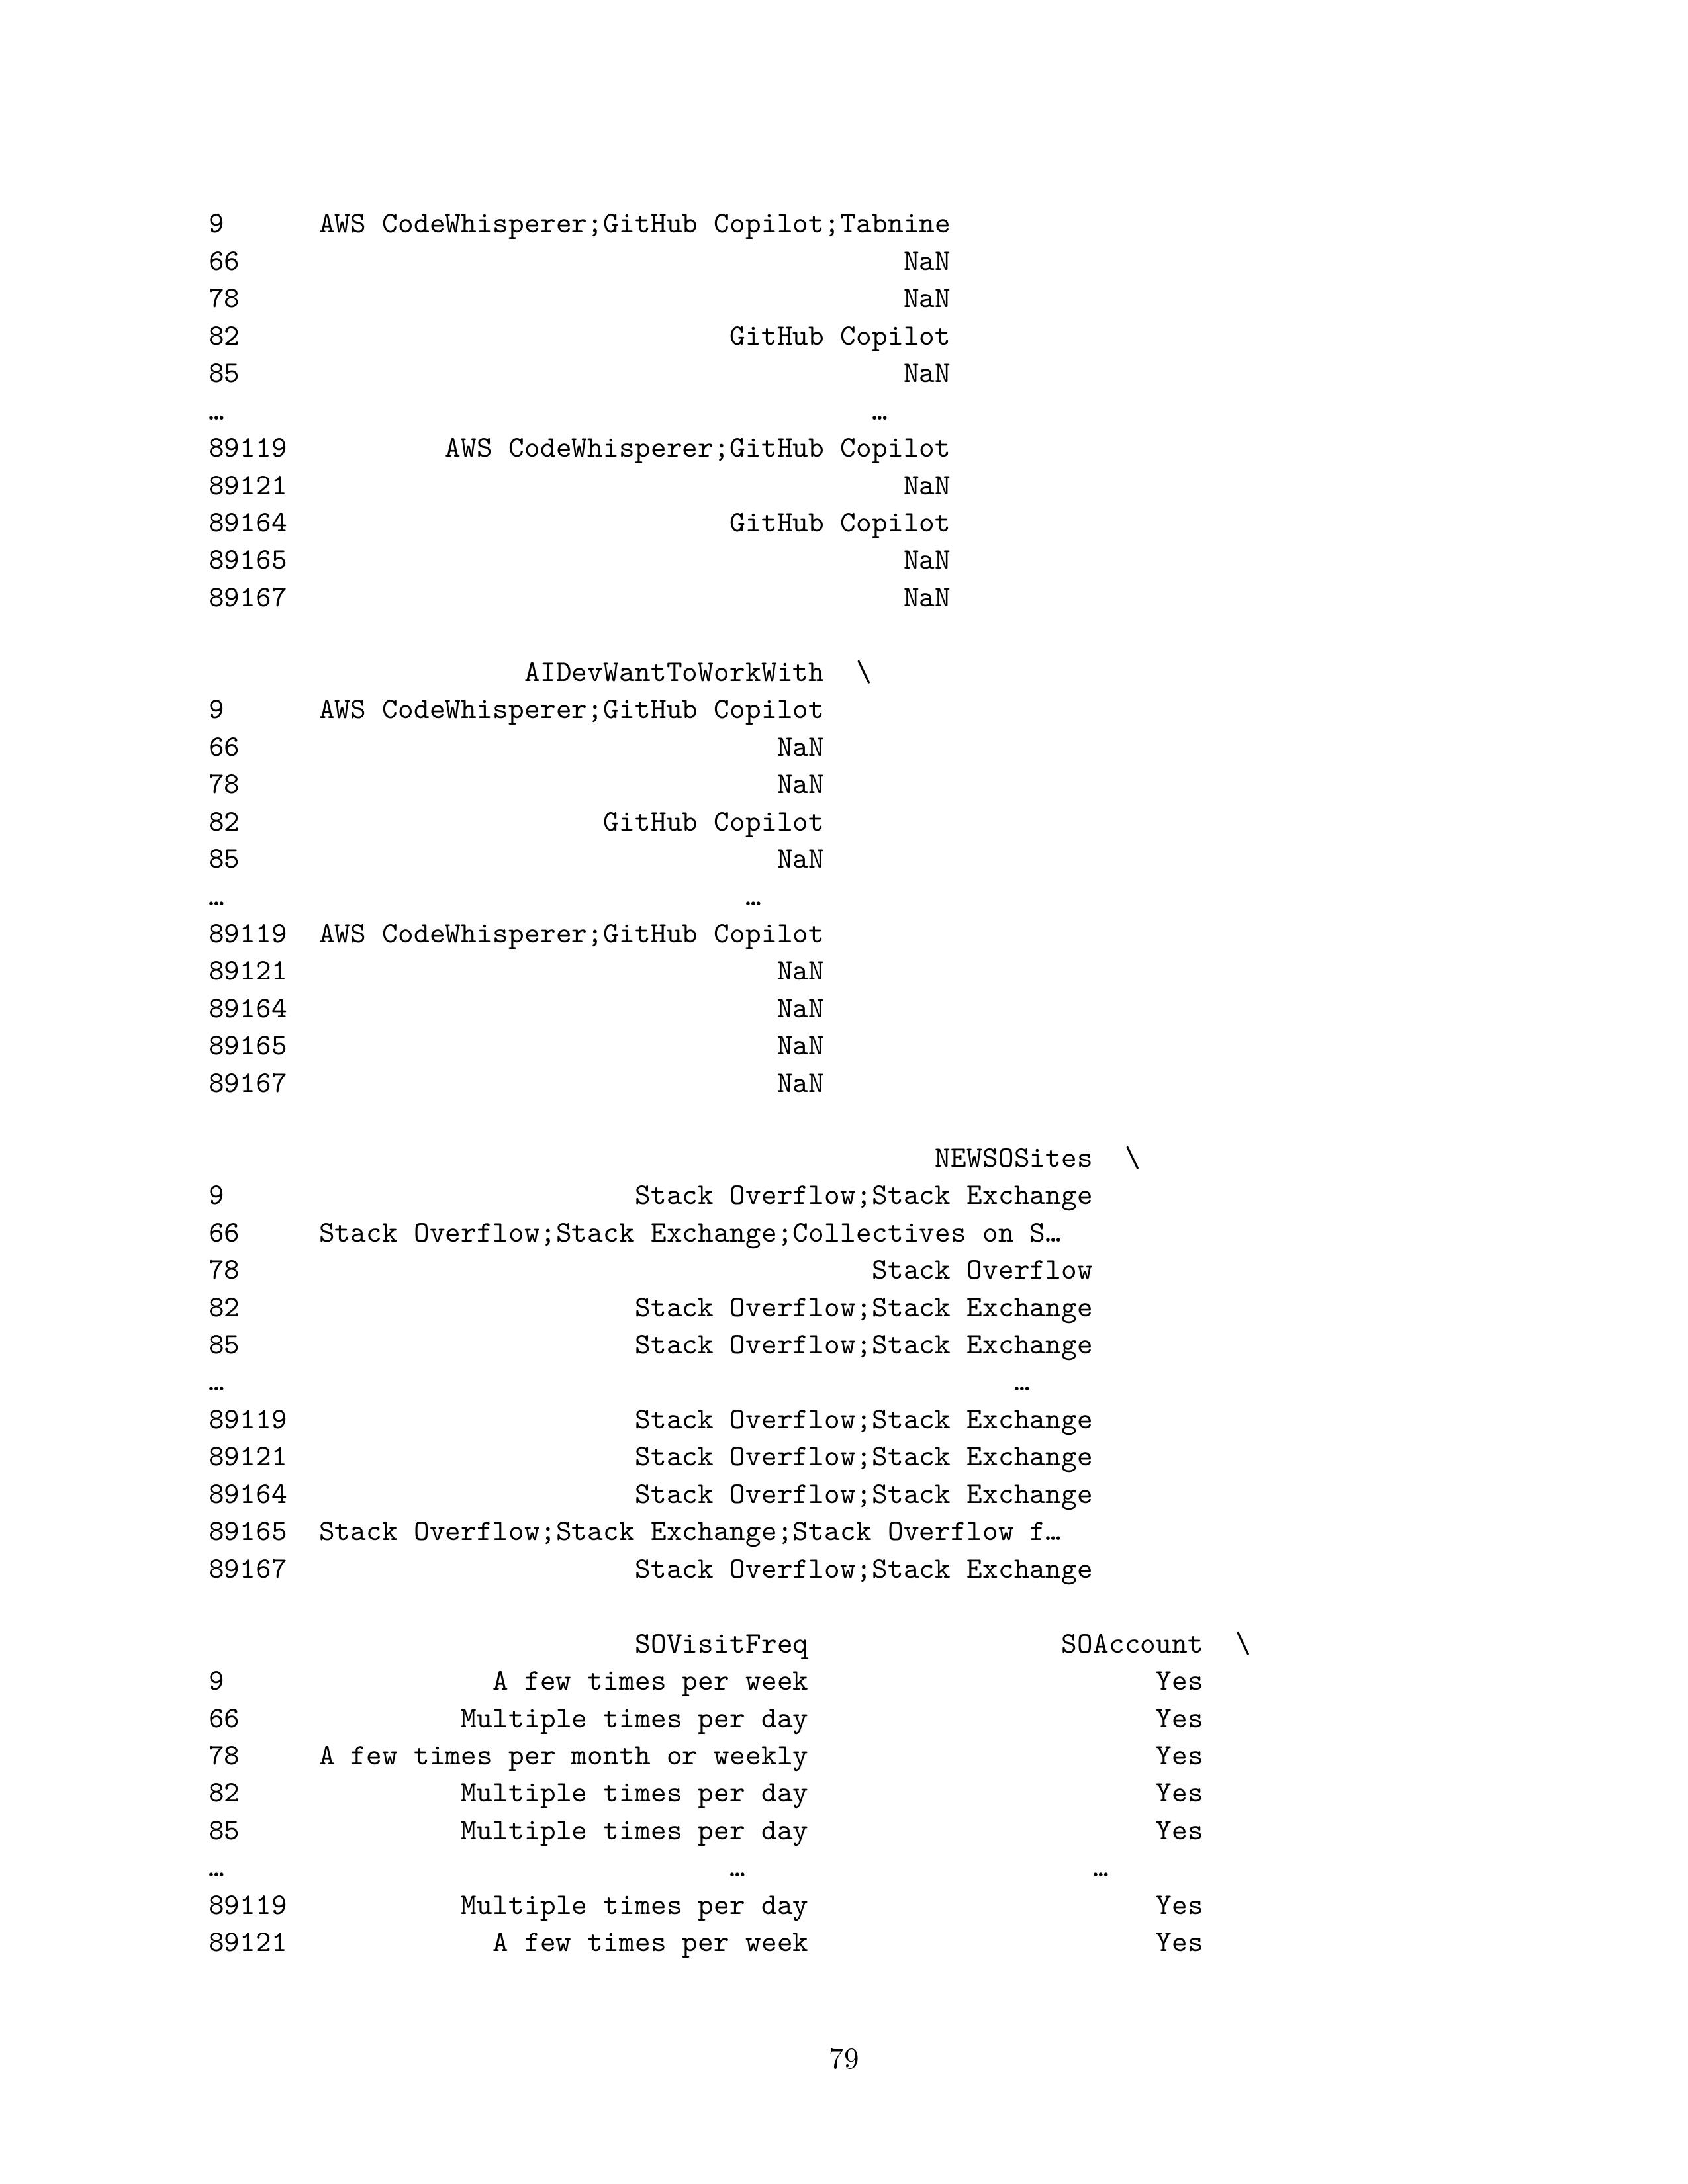 9      AWS CodeWhisperer;GitHub Copilot;Tabnine
66                                          NaN
78                                          NaN
82                               GitHub Copilot
85                                          NaN
…                                         …
89119          AWS CodeWhisperer;GitHub Copilot
89121                                       NaN
89164                            GitHub Copilot
89165                                       NaN
89167                                       NaN
                    AIDevWantToWorkWith  \
9      AWS CodeWhisperer;GitHub Copilot
66                                  NaN
78                                  NaN
82                       GitHub Copilot
85                                  NaN
…                                 …
89119  AWS CodeWhisperer;GitHub Copilot
89121                               NaN
89164                               NaN
89165                               NaN
89167                               NaN
                                              NEWSOSites  \
9                          Stack Overflow;Stack Exchange
66     Stack Overflow;Stack Exchange;Collectives on S…
78                                        Stack Overflow
82                         Stack Overflow;Stack Exchange
85                         Stack Overflow;Stack Exchange
…                                                  …
89119                      Stack Overflow;Stack Exchange
89121                      Stack Overflow;Stack Exchange
89164                      Stack Overflow;Stack Exchange
89165  Stack Overflow;Stack Exchange;Stack Overflow f…
89167                      Stack Overflow;Stack Exchange
                           SOVisitFreq                SOAccount  \
9                 A few times per week                      Yes
66              Multiple times per day                      Yes
78     A few times per month or weekly                      Yes
82              Multiple times per day                      Yes
85              Multiple times per day                      Yes
…                                …                      …
89119           Multiple times per day                      Yes
89121             A few times per week                      Yes
79